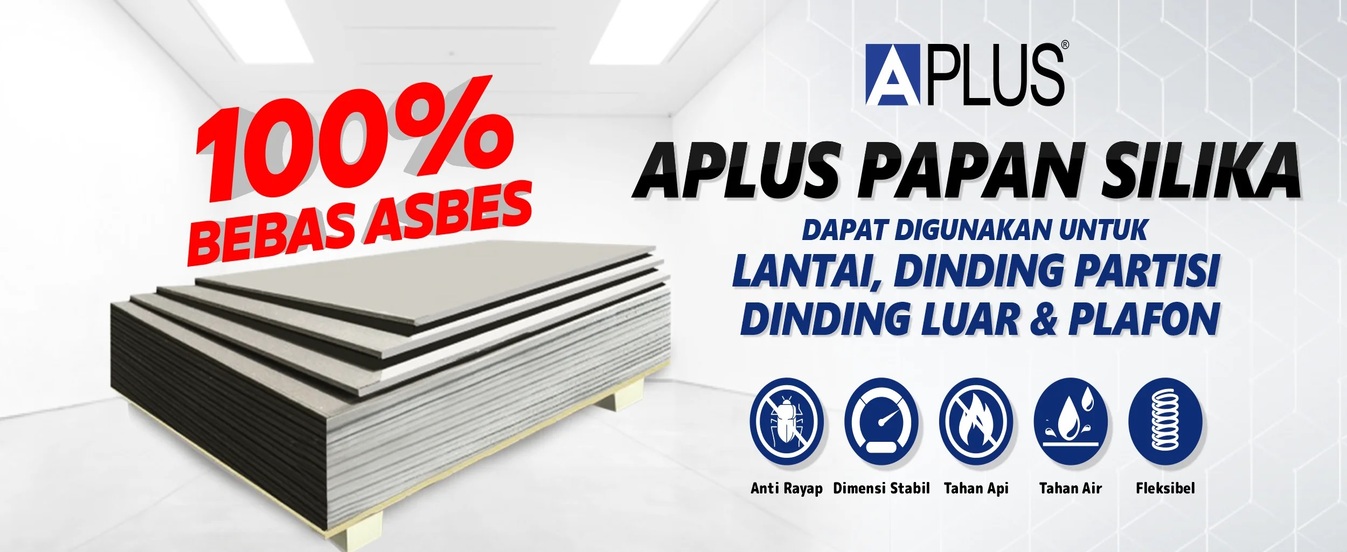 100%
BEBAS ASBES
APLUS®
APLUS PAPAN SILIKA
DAPAT DIGUNAKAN UNTUK
LANTAI, DINDING PARTISI
DINDING LUAR & PLAFON
Anti Rayap
Dimensi Stabil
Tahan Api
Tahan Air
Fleksibel